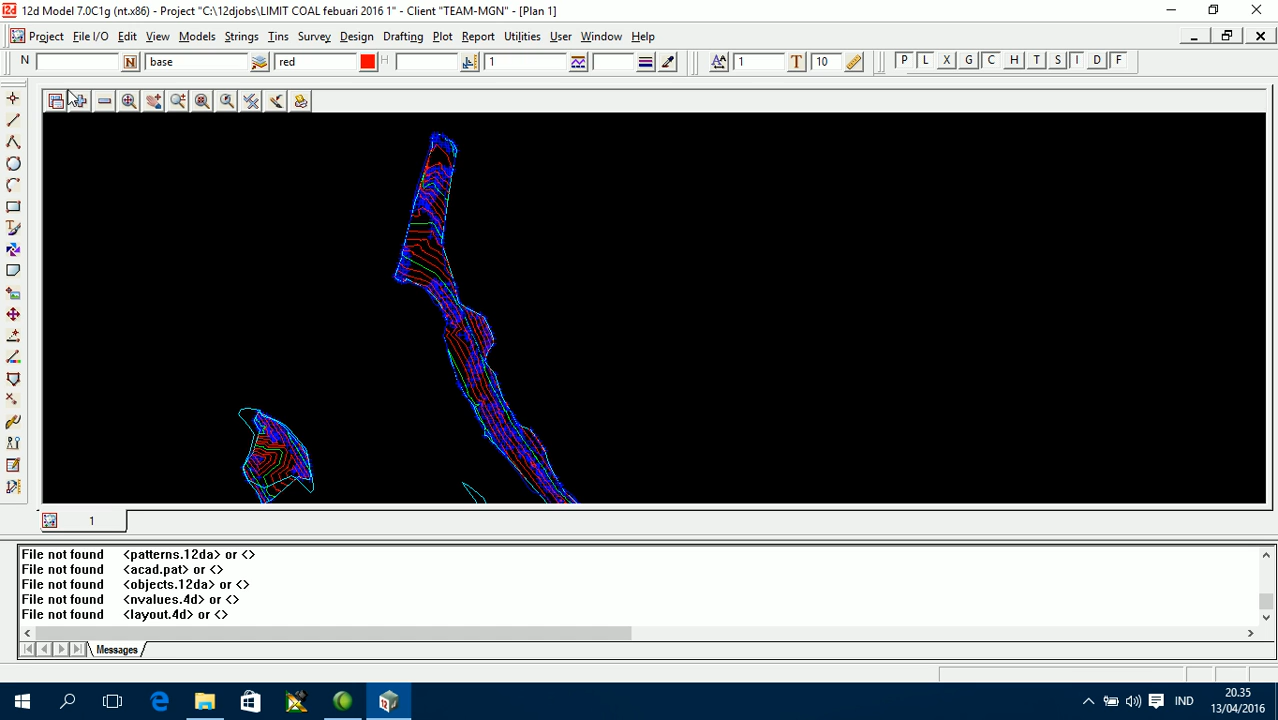 12d Model 7.0C1g (nt.x86) - Project "C:\12djobs\LIMIT COAL febuari 2016 1" - Client "TEAM-MGN" - [Plan 1]
Project File I/O Edit View Models Strings Tins Survey Design Drafting Plot Report Utilities User Window Help
N base red H 1 1 T 10 P L X G C H T S I D F
1
File not found <patterns.12da> or <>
File not found <acad.pat> or <>
File not found <objects.12da> or <>
File not found <nvalues.4d> or <>
File not found <layout.4d> or <>
Messages
IND
20.35
13/04/2016